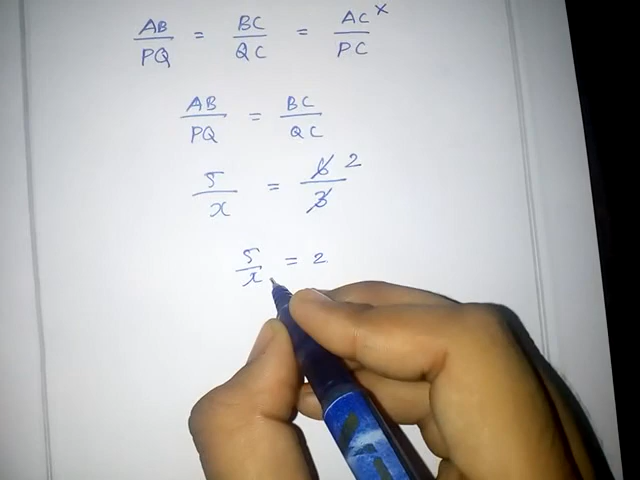 AB/PQ = BC/QC = AC/PC ×
AB/PQ = BC/QC
5/x = 6/3 2
5/x = 2